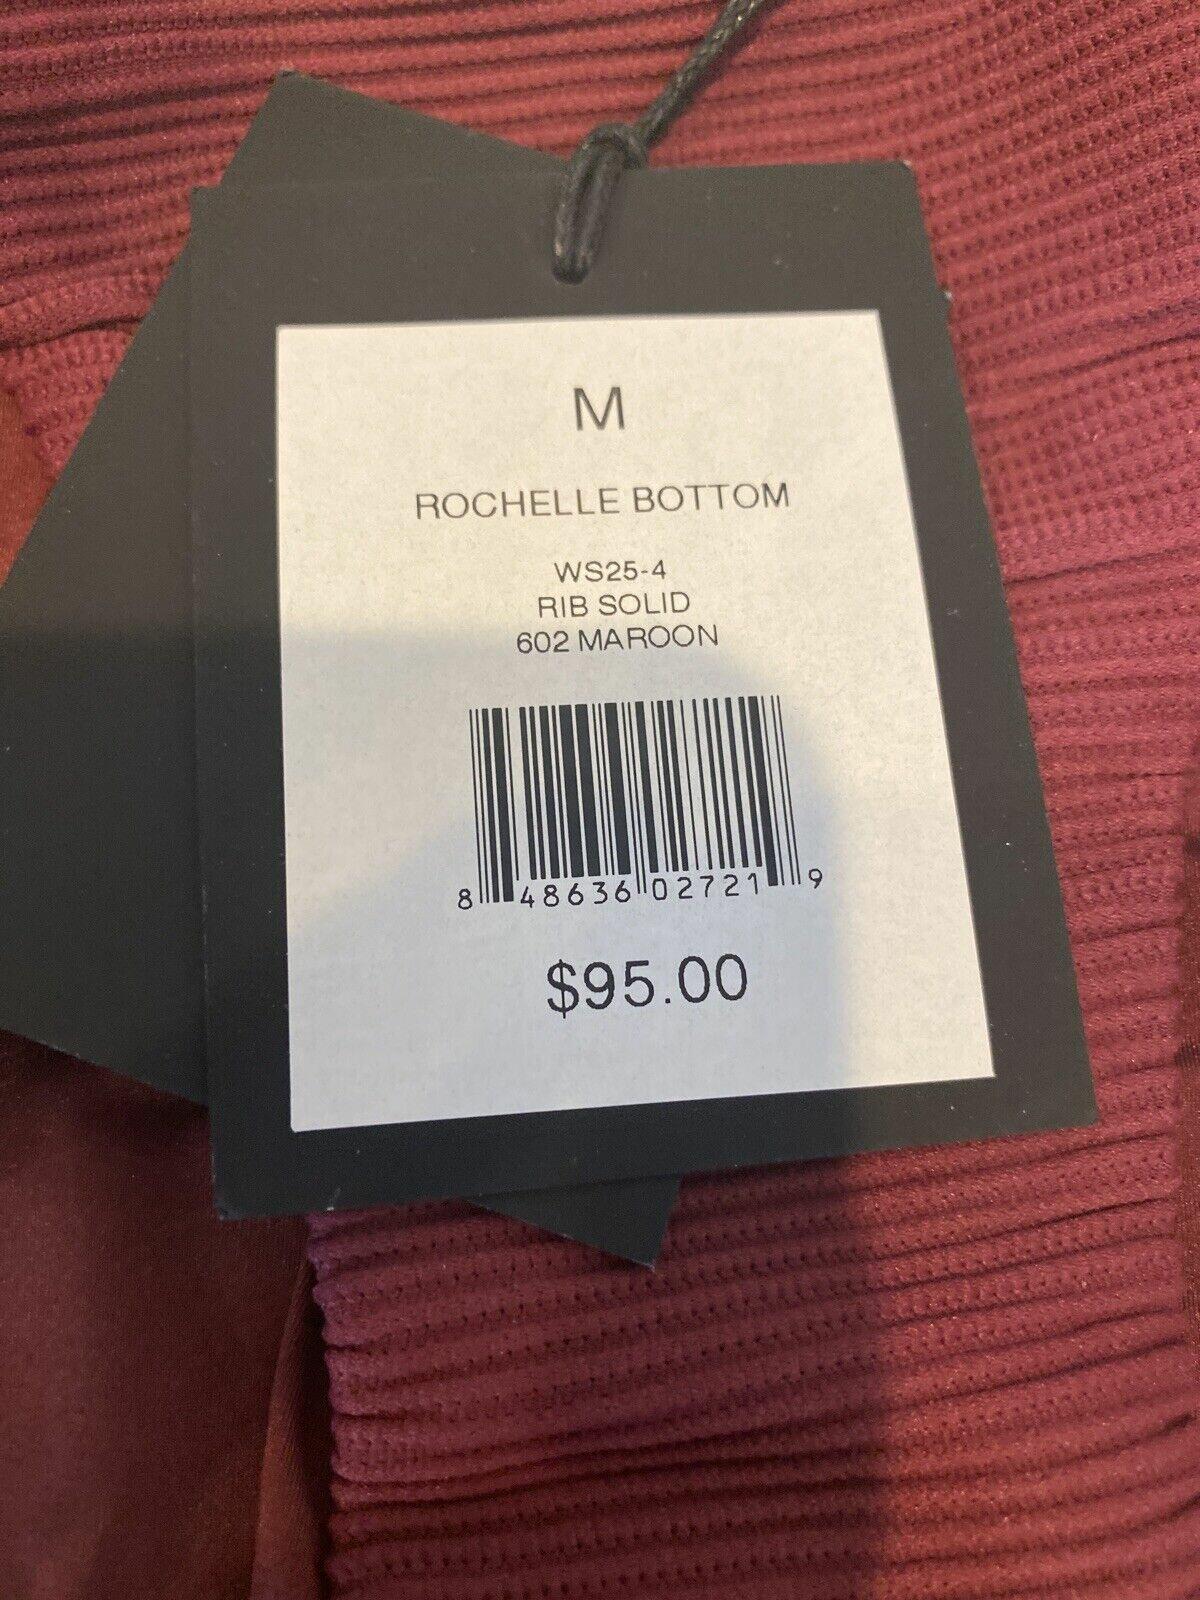 M
ROCHELLE BOTTOM
WS25-4
RIB SOLID
602 MAROON
8 48636 02721 9
$95.00